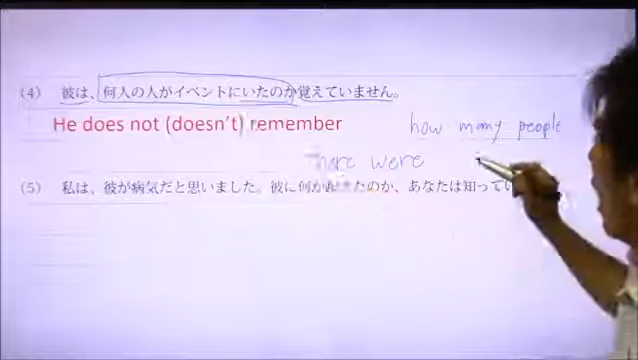 (4) 彼は、何人の人がイベントにいたのか覚えていません。
He does not (doesn't) remember
how many people
There were
(5) 私は、彼が病気だと思いました。彼に何が起きたのか、あなたは知ってい